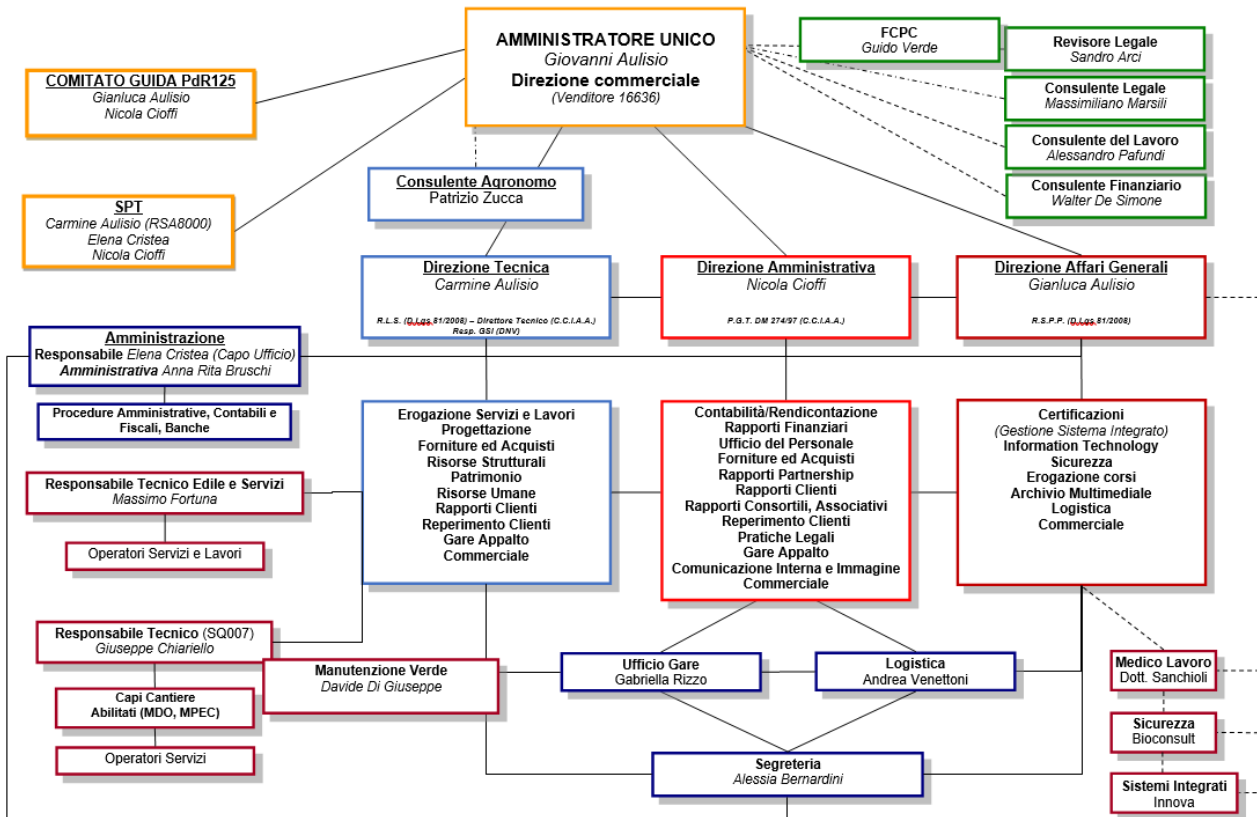 AMMINISTRATORE UNICO
Giovanni Aulisio
Direzione commerciale
(Venditore 16636)
FCPC
Guido Verde
Revisore Legale
Sandro Arci
Consulente Legale
Massimiliano Marsili
Consulente del Lavoro
Alessandro Pafundi
Consulente Finanziario
Walter De Simone
COMITATO GUIDA PdR125
Gianluca Aulisio
Nicola Cioffi
SPT
Carmine Aulisio (RSA8000)
Elena Cristea
Nicola Cioffi
Consulente Agronomo
Patrizio Zucca
Direzione Tecnica
Carmine Aulisio
R.L.S. (D.Lgs.81/2008) – Direttore Tecnico (C.C.I.A.A.)
Resp. GSI (DNV)
Direzione Amministrativa
Nicola Cioffi
P.G.T. DM 274/97 (C.C.I.A.A.)
Direzione Affari Generali
Gianluca Aulisio
R.S.P.P. (D.Lgs.81/2008)
Amministrazione
Responsabile Elena Cristea (Capo Ufficio)
Amministrativa Anna Rita Bruschi
Procedure Amministrative, Contabili e
Fiscali, Banche
Responsabile Tecnico Edile e Servizi
Massimo Fortuna
Operatori Servizi e Lavori
Erogazione Servizi e Lavori
Progettazione
Forniture ed Acquisti
Risorse Strutturali
Patrimonio
Risorse Umane
Rapporti Clienti
Reperimento Clienti
Gare Appalto
Commerciale
Contabilità/Rendicontazione
Rapporti Finanziari
Ufficio del Personale
Forniture ed Acquisti
Rapporti Partnership
Rapporti Clienti
Rapporti Consortili, Associativi
Reperimento Clienti
Pratiche Legali
Gare Appalto
Comunicazione Interna e Immagine
Commerciale
Certificazioni
(Gestione Sistema Integrato)
Information Technology
Sicurezza
Erogazione corsi
Archivio Multimediale
Logistica
Commerciale
Responsabile Tecnico (SQ007)
Giuseppe Chiariello
Capi Cantiere
Abilitati (MDO, MPEC)
Operatori Servizi
Manutenzione Verde
Davide Di Giuseppe
Ufficio Gare
Gabriella Rizzo
Logistica
Andrea Venettoni
Segreteria
Alessia Bernardini
Medico Lavoro
Dott. Sanchioli
Sicurezza
Bioconsult
Sistemi Integrati
Innova